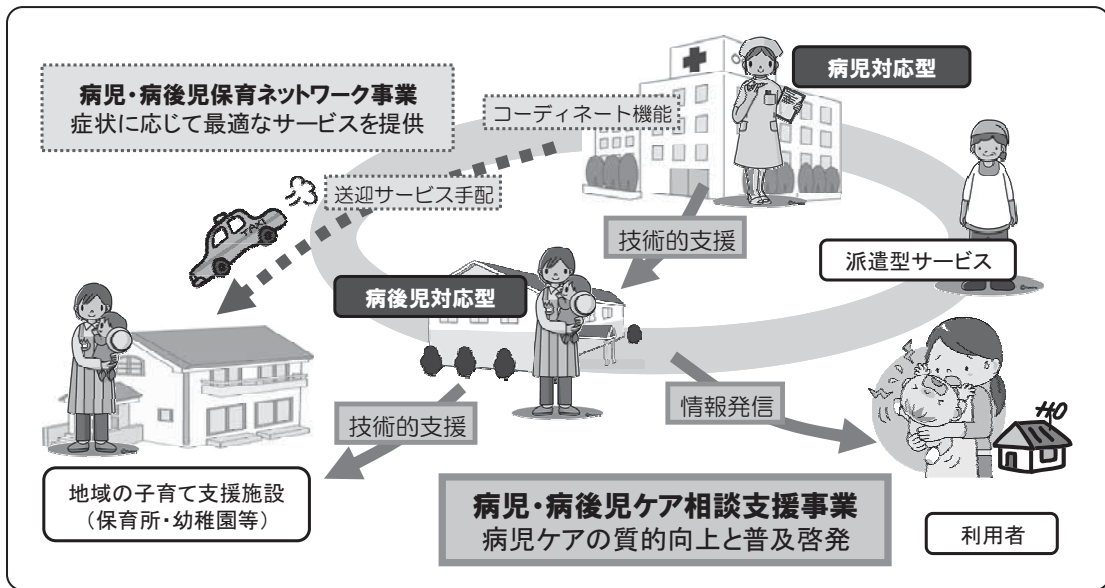 病児・病後児保育ネットワーク事業
症状に応じて最適なサービスを提供
コーディネート機能
病児対応型
送迎サービス手配
TAXI
技術的支援
派遣型サービス
病後児対応型
技術的支援
情報発信
地域の子育て支援施設
（保育所・幼稚園等）
病児・病後児ケア相談支援事業
病児ケアの質的向上と普及啓発
利用者